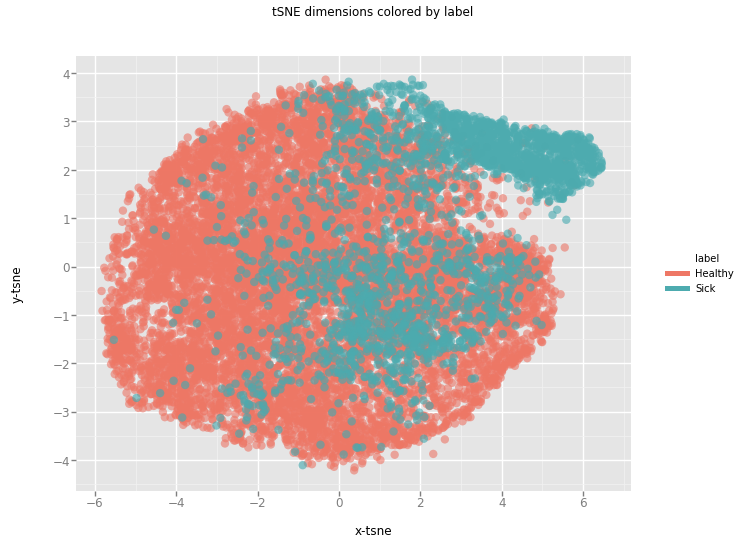 tSNE dimensions colored by label
4
3
2
1
0
−1
−2
−3
−4
y-tsne
−6 −4 −2 0 2 4 6
x-tsne
label
Healthy
Sick